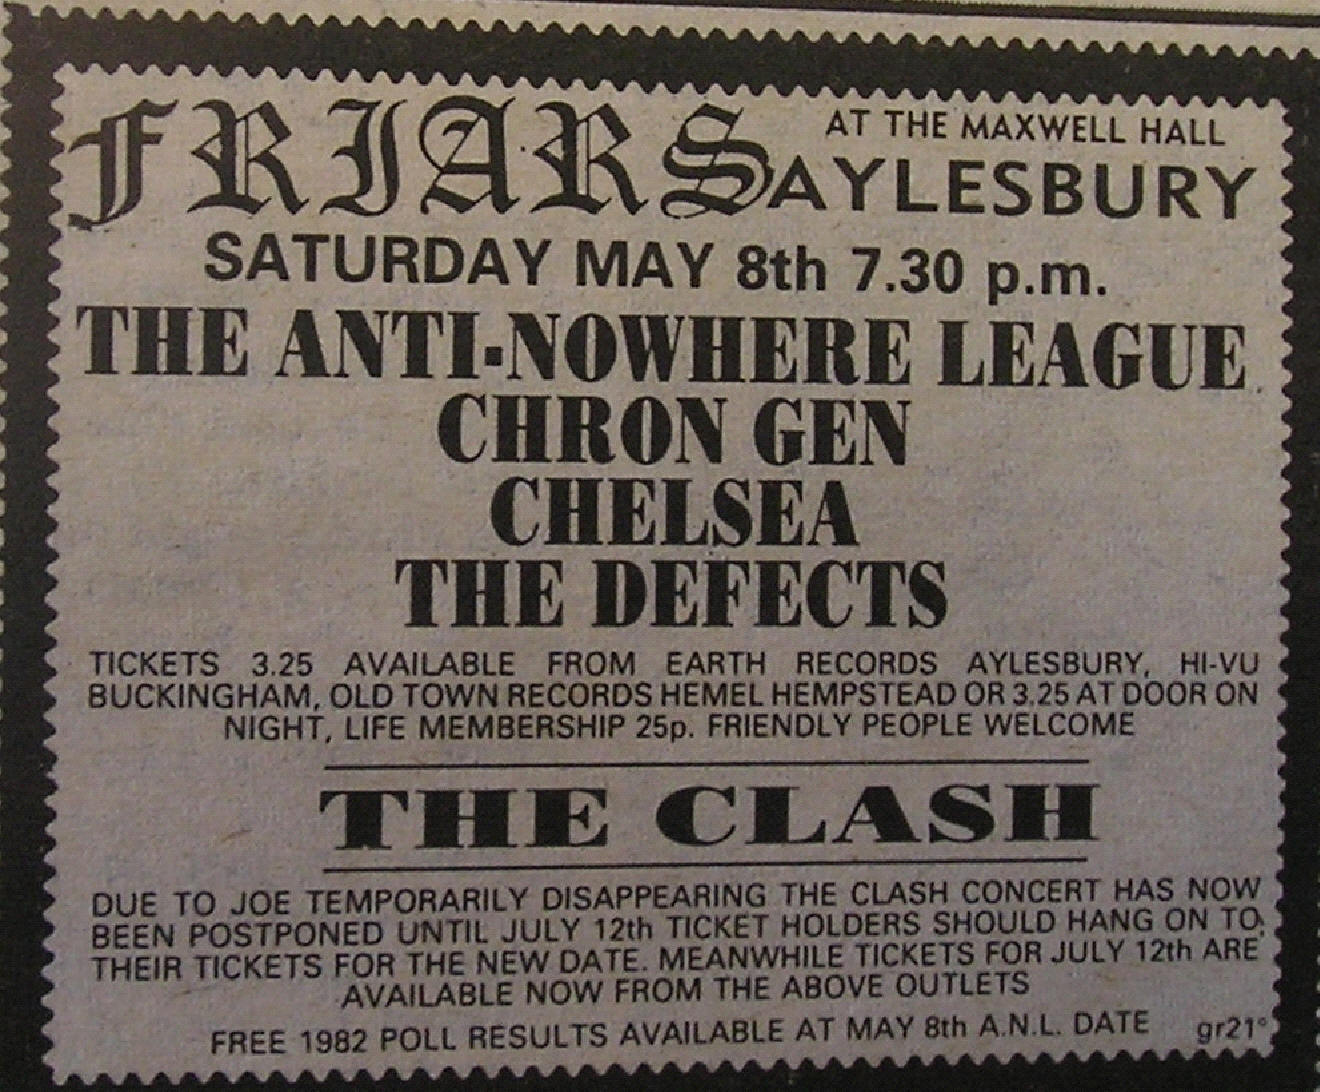 FRIARS AT THE MAXWELL HALL
AYLESBURY
SATURDAY MAY 8th 7.30 p.m.
THE ANTI-NOWHERE LEAGUE
CHRON GEN
CHELSEA
THE DEFECTS
TICKETS 3.25 AVAILABLE FROM EARTH RECORDS AYLESBURY, HI-VU
BUCKINGHAM, OLD TOWN RECORDS HEMEL HEMPSTEAD OR 3.25 AT DOOR ON
NIGHT, LIFE MEMBERSHIP 25p. FRIENDLY PEOPLE WELCOME
THE CLASH
DUE TO JOE TEMPORARILY DISAPPEARING THE CLASH CONCERT HAS NOW
BEEN POSTPONED UNTIL JULY 12th TICKET HOLDERS SHOULD HANG ON TO
THEIR TICKETS FOR THE NEW DATE. MEANWHILE TICKETS FOR JULY 12th ARE
AVAILABLE NOW FROM THE ABOVE OUTLETS
FREE 1982 POLL RESULTS AVAILABLE AT MAY 8th A.N.L. DATE gr21°